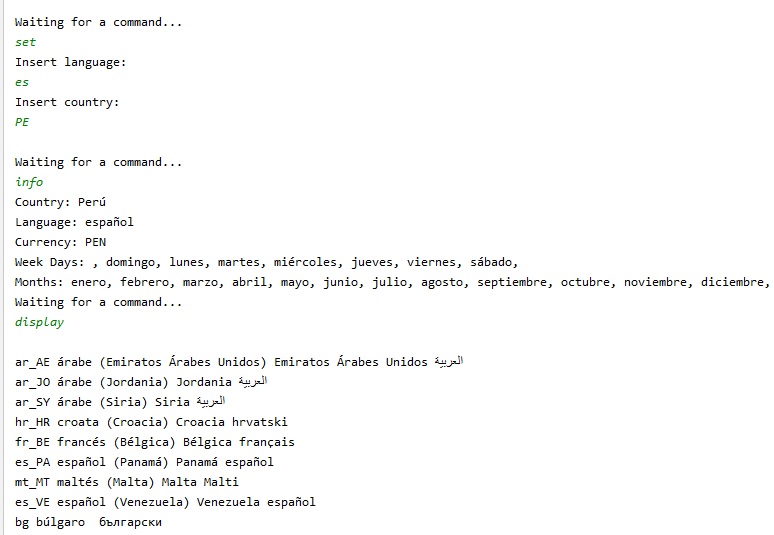 Waiting for a command...
set
Insert language:
es
Insert country:
PE
Waiting for a command...
info
Country: Perú
Language: español
Currency: PEN
Week Days: , domingo, lunes, martes, miércoles, jueves, viernes, sábado,
Months: enero, febrero, marzo, abril, mayo, junio, julio, agosto, septiembre, octubre, noviembre, diciembre,
Waiting for a command...
display
ar_AE árabe (Emiratos Árabes Unidos) Emiratos Árabes Unidos العربية
ar_JO árabe (Jordania) Jordania العربية
ar_SY árabe (Siria) Siria العربية
hr_HR croata (Croacia) Croacia hrvatski
fr_BE francés (Bélgica) Bélgica français
es_PA español (Panamá) Panamá español
mt_MT maltés (Malta) Malta Malti
es_VE español (Venezuela) Venezuela español
bg búlgaro  български